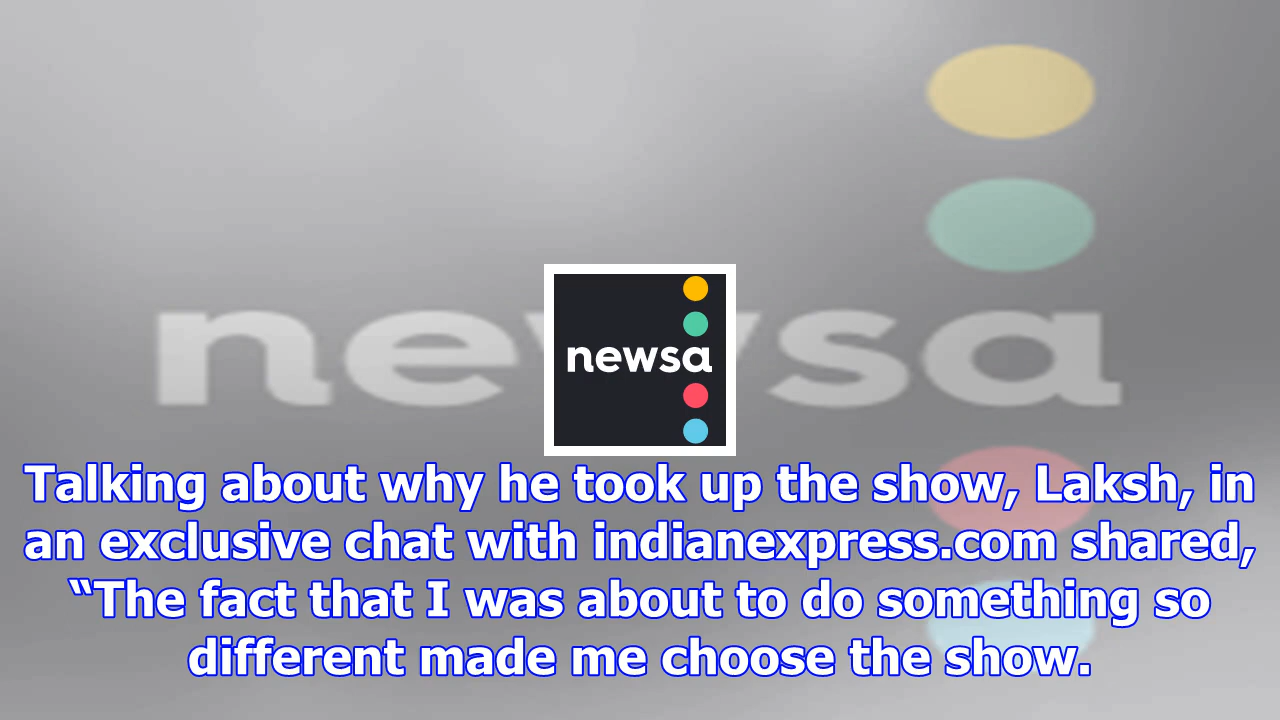 newsa
newsa
Talking about why he took up the show, Laksh, in
an exclusive chat with indianexpress.com shared,
“The fact that I was about to do something so
different made me choose the show.